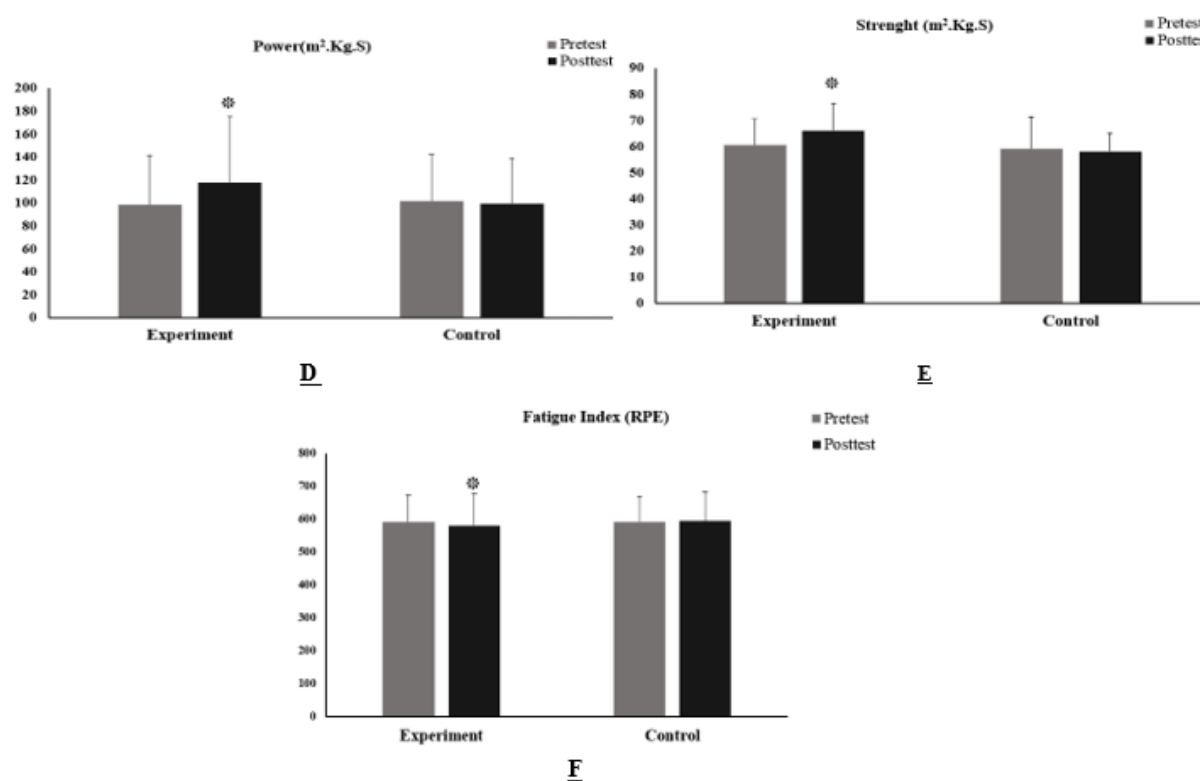 Power(m².Kg.S)
Pretest
Posttest
200
180
160
140
120
100
80
60
40
20
0
*
Experiment
Control
D
Strenght (m².Kg.S)
Pretest
Posttes
90
80
70
60
50
40
30
20
10
0
*
Experiment
Control
E
Fatigue Index (RPE)
Pretest
Posttest
800
700
600
500
400
300
200
100
0
*
Experiment
Control
F